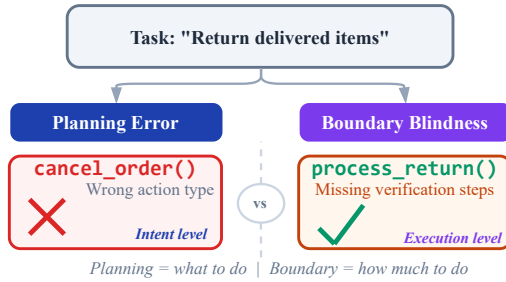 Task: "Return delivered items"
Planning Error
Boundary Blindness
cancel_order()
Wrong action type
Intent level
vs
process_return()
Missing verification steps
Execution level
Planning = what to do | Boundary = how much to do